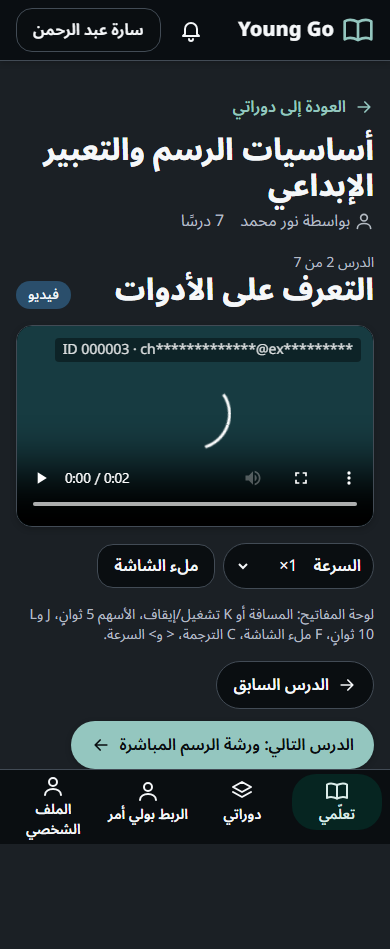 Young Go
سارة عبد الرحمن
العودة إلى دوراتي
أساسيات الرسم والتعبير
الإبداعي
بواسطة نور محمد
7 درسًا
الدرس 2 من 7
التعرف على الأدوات
فيديو
ID 000003 · ch*************@ex*********
0:00 / 0:02
السرعة
1×
ملء الشاشة
لوحة المفاتيح: المسافة أو K تشغيل/إيقاف، الأسهم 5 ثوانٍ، J وL
10 ثوانٍ، F ملء الشاشة، C الترجمة، < و> السرعة.
الدرس السابق
الدرس التالي: ورشة الرسم المباشرة
تعلّمي
دوراتي
الربط بولي أمر
الملف
الشخصي